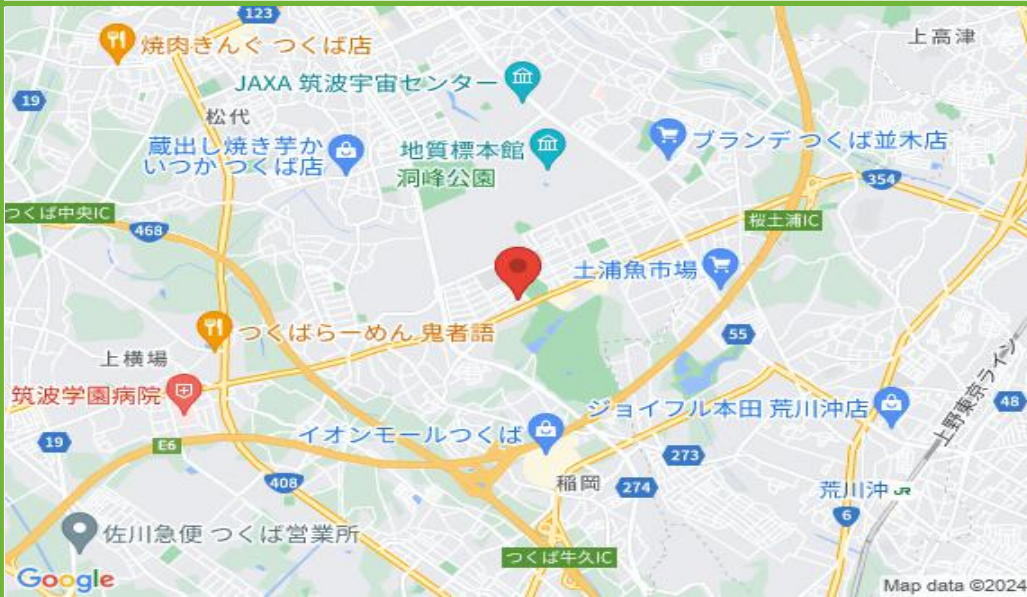 123
上高津
焼肉きんぐ つくば店
JAXA 筑波宇宙センター
19
松代
蔵出し焼き芋か
いつか つくば店
地質標本館
洞峰公園
ブランデ つくば並木店
354
つくば中央IC
468
桜土浦IC
土浦魚市場
つくばらーめん 鬼者語
55
上横場
筑波学園病院
ジョイフル本田 荒川沖店
上野東京ライン
48
イオンモールつくば
19
E6
273
408
稲岡
274
荒川沖 JR
6
佐川急便 つくば営業所
つくば牛久IC
Google
Map data ©2024